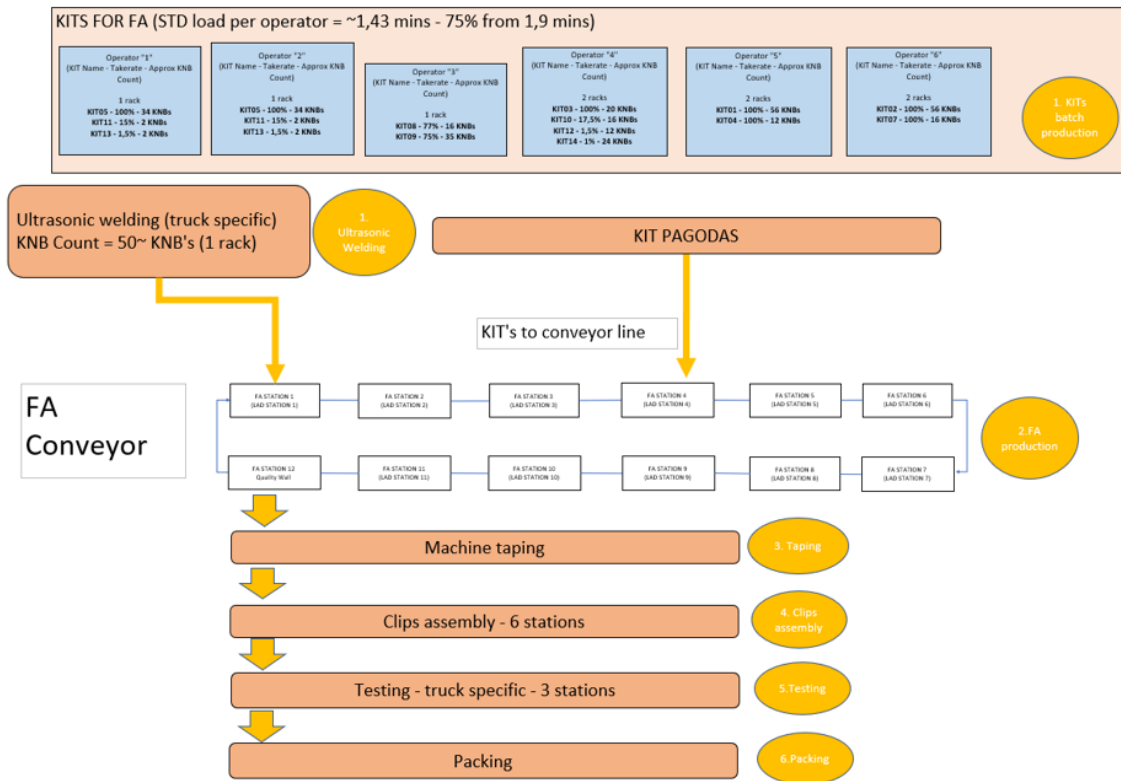 KITS FOR FA (STD load per operator = ~1,43 mins - 75% from 1,9 mins)
Operator "1"
(KIT Name - Takerate - Approx KNB
Count)
1 rack
KIT05 - 100% - 34 KNBs
KIT11 - 15% - 2 KNBs
KIT13 - 1,5% - 2 KNBs
Operator "2"
(KIT Name - Takerate - Approx KNB
Count)
1 rack
KIT05 - 100% - 34 KNBs
KIT11 - 15% - 2 KNBs
KIT13 - 1,5% - 2 KNBs
Operator "3"
(KIT Name - Takerate - Approx KNB
Count)
1 rack
KIT08 - 77% - 16 KNBs
KIT09 - 75% - 35 KNBs
Operator "4"
(KIT Name - Takerate - Approx KNB
Count)
2 racks
KIT03 - 100% - 20 KNBs
KIT10 - 17,5% - 16 KNBs
KIT12 - 1,5% - 12 KNBs
KIT14 - 1% - 24 KNBs
Operator "5"
(KIT Name - Takerate - Approx KNB
Count)
2 racks
KIT01 - 100% - 56 KNBs
KIT04 - 100% - 12 KNBs
Operator "6"
(KIT Name - Takerate - Approx KNB
Count)
2 racks
KIT02 - 100% - 56 KNBs
KIT07 - 100% - 16 KNBs
1. KITs
batch
production
Ultrasonic welding (truck specific)
KNB Count = 50~ KNB's (1 rack)
1.
Ultrasonic
Welding
KIT PAGODAS
KIT's to conveyor line
FA
Conveyor
FA STATION 1
(LAD STATION 1)
FA STATION 2
(LAD STATION 2)
FA STATION 3
(LAD STATION 3)
FA STATION 4
(LAD STATION 4)
FA STATION 5
(LAD STATION 5)
FA STATION 6
(LAD STATION 6)
2.FA
production
FA STATION 12
Quality Wall
FA STATION 11
(LAD STATION 11)
FA STATION 10
(LAD STATION 10)
FA STATION 9
(LAD STATION 9)
FA STATION 8
(LAD STATION 8)
FA STATION 7
(LAD STATION 7)
Machine taping
3. Taping
Clips assembly - 6 stations
4. Clips
assembly
Testing - truck specific - 3 stations
5.Testing
Packing
6.Packing